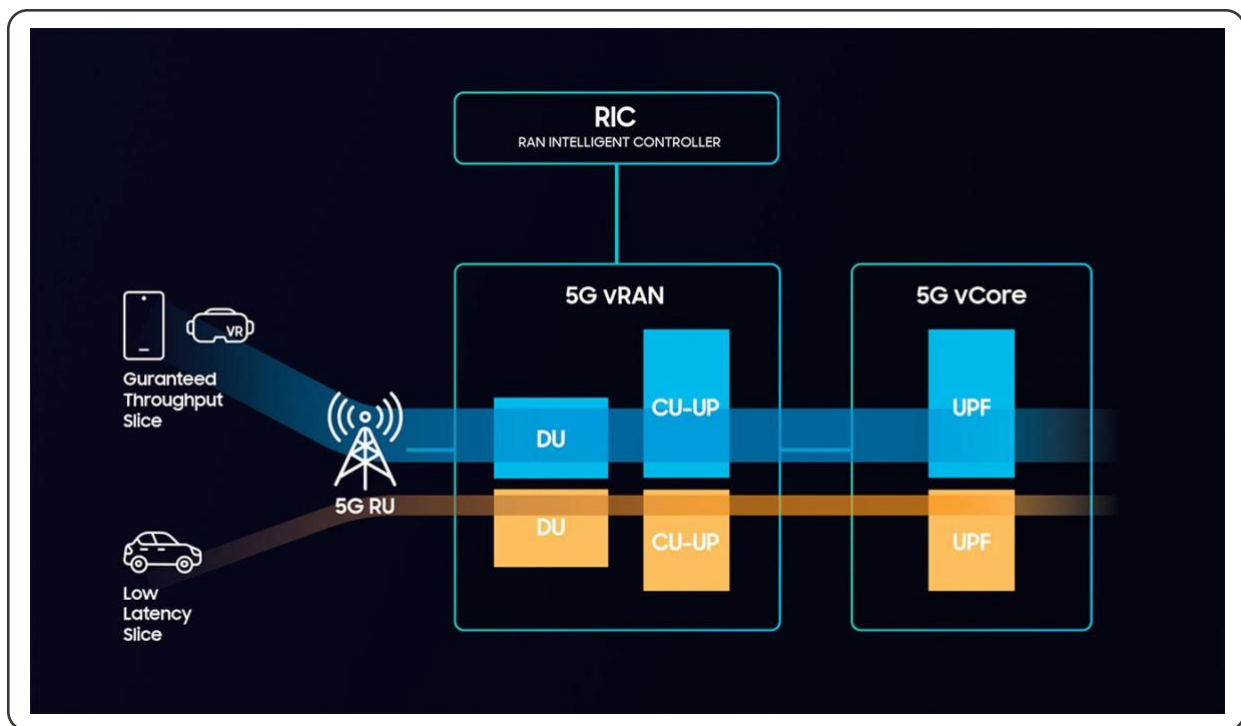 RIC
RAN INTELLIGENT CONTROLLER
5G vRAN
5G vCore
VR
Guranteed
Throughput
Slice
CU-UP
UPF
DU
5G RU
DU
CU-UP
UPF
Low
Latency
Slice